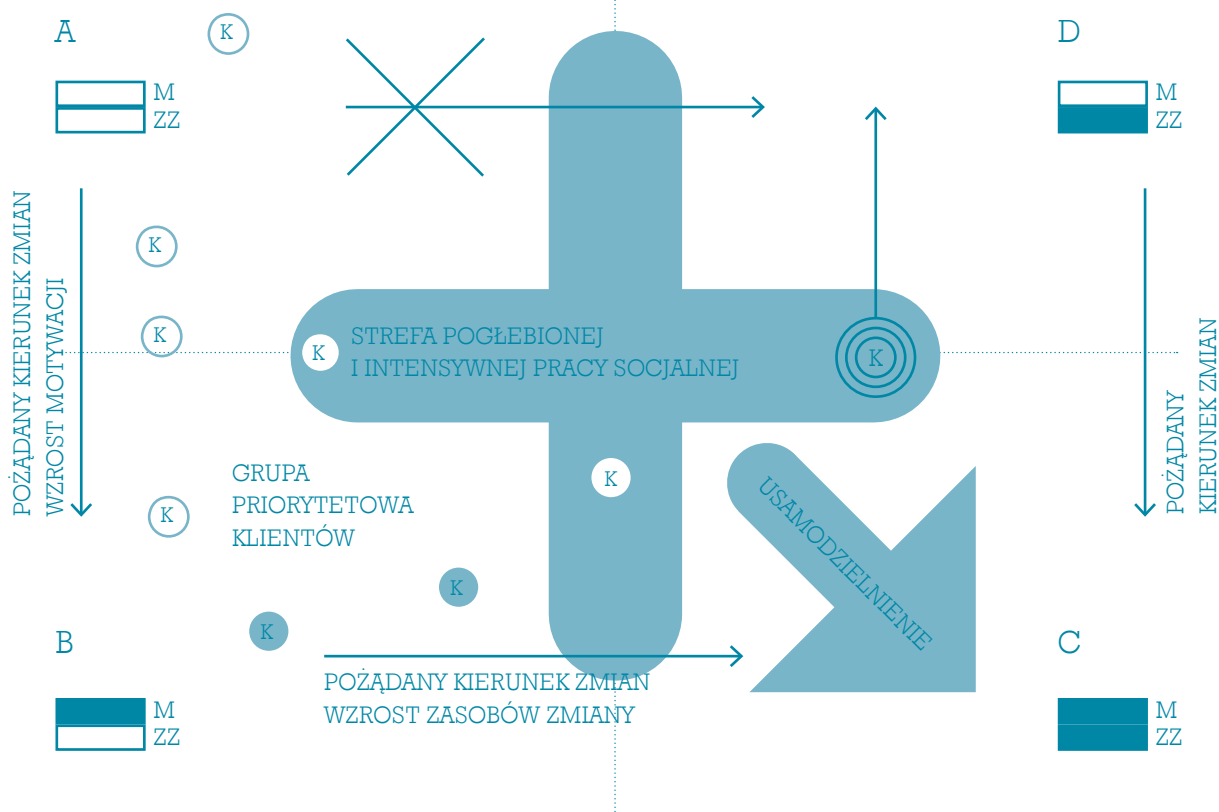 A
K
D
M
ZZ
M
ZZ
POŻĄDANY KIERUNEK ZMIAN
WZROST MOTYWACJI
K
K
K
STREFA POGŁEBIONEJ
I INTENSYWNEJ PRACY SOCJALNEJ
K
POŻĄDANY
KIERUNEK ZMIAN
GRUPA
PRIORYTETOWA
KLIENTÓW
K
K
USAMODZIELNIENIE
K
K
B
C
POŻĄDANY KIERUNEK ZMIAN
WZROST ZASOBÓW ZMIANY
M
ZZ
M
ZZ